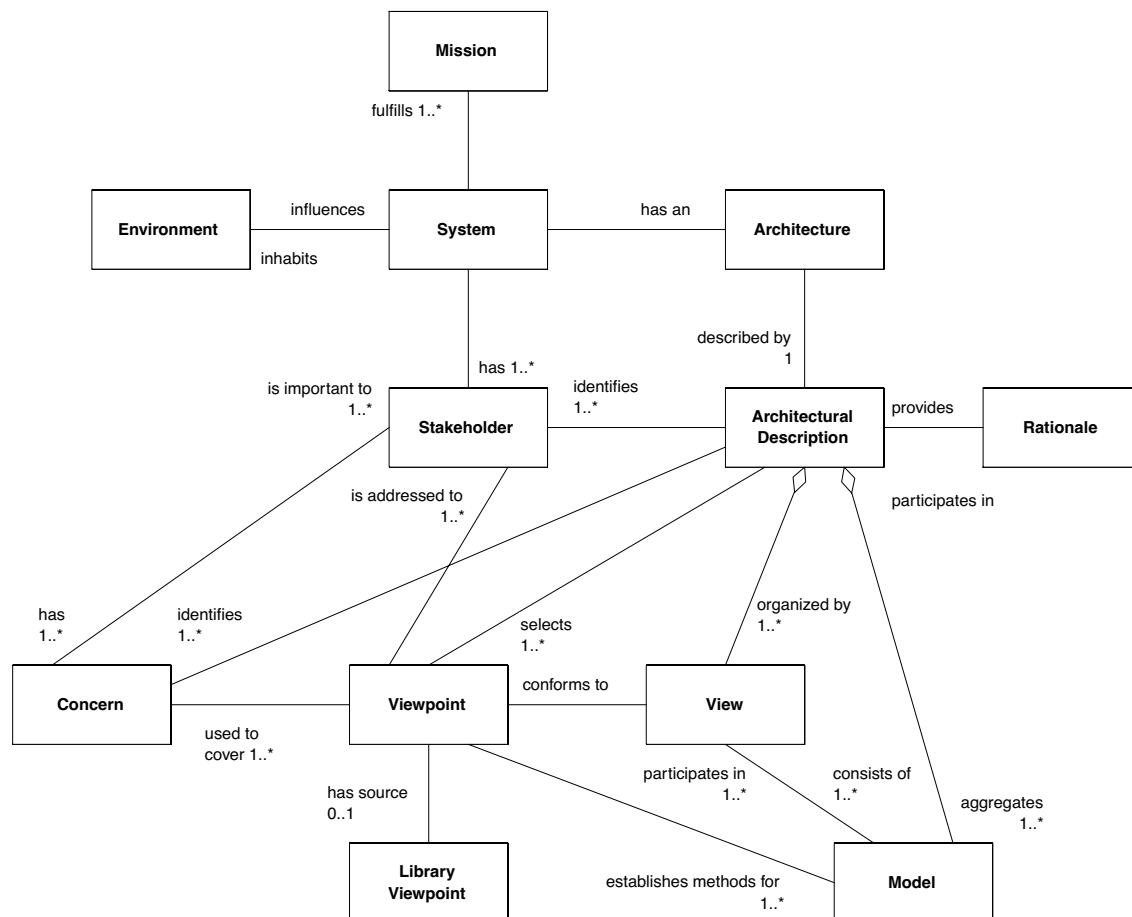 Mission
fulfills 1..*
influences
has an
Environment
System
Architecture
inhabits
described by
1
has 1..*
is important to
1..*
identifies
1..*
Stakeholder
Architectural
Description
provides
Rationale
is addressed to
1..*
participates in
has
1..*
identifies
1..*
selects
1..*
organized by
1..*
Concern
Viewpoint
conforms to
View
used to
cover 1..*
has source
0..1
participates in
1..*
consists of
1..*
aggregates
1..*
Library
Viewpoint
establishes methods for
1..*
Model